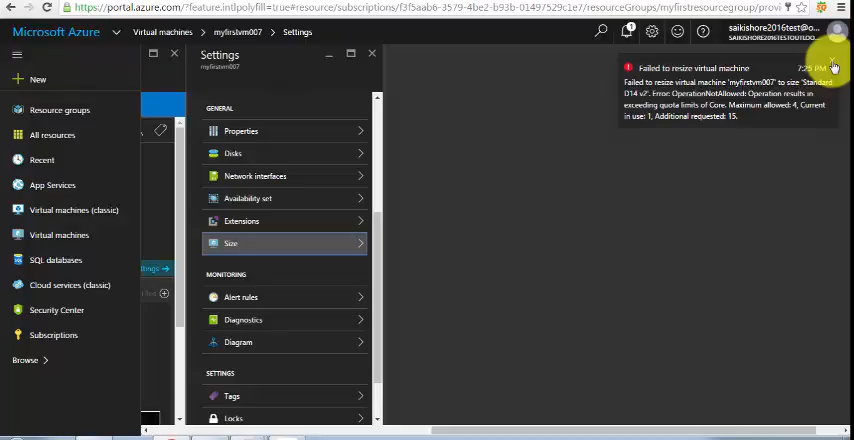 https://portal.azure.com/?feature.intlpolyfill=true#resource/subscriptions/f3f5aab6-3579-4be2-b93b-01497529c1e7/resourceGroups/myfirstresourcegroup/provi
Microsoft Azure
Virtual machines
myfirstvm007
Settings
1
saikishore2016test@o...
New
Resource groups
All resources
Recent
App Services
Virtual machines (classic)
Virtual machines
SQL databases
Cloud services (classic)
Security Center
Subscriptions
Browse
ettings
Settings
myfirstvm007
GENERAL
Properties
Disks
Network interfaces
Availability set
Extensions
Size
MONITORING
Alert rules
Diagnostics
Diagram
SETTINGS
Tags
Locks
Failed to resize virtual machine 7:25 PM
Failed to resize virtual machine 'myfirstvm007' to size 'Standard
D14 v2'. Error: OperationNotAllowed: Operation results in
exceeding quota limits of Core. Maximum allowed: 4, Current
in use: 1, Additional requested: 15.